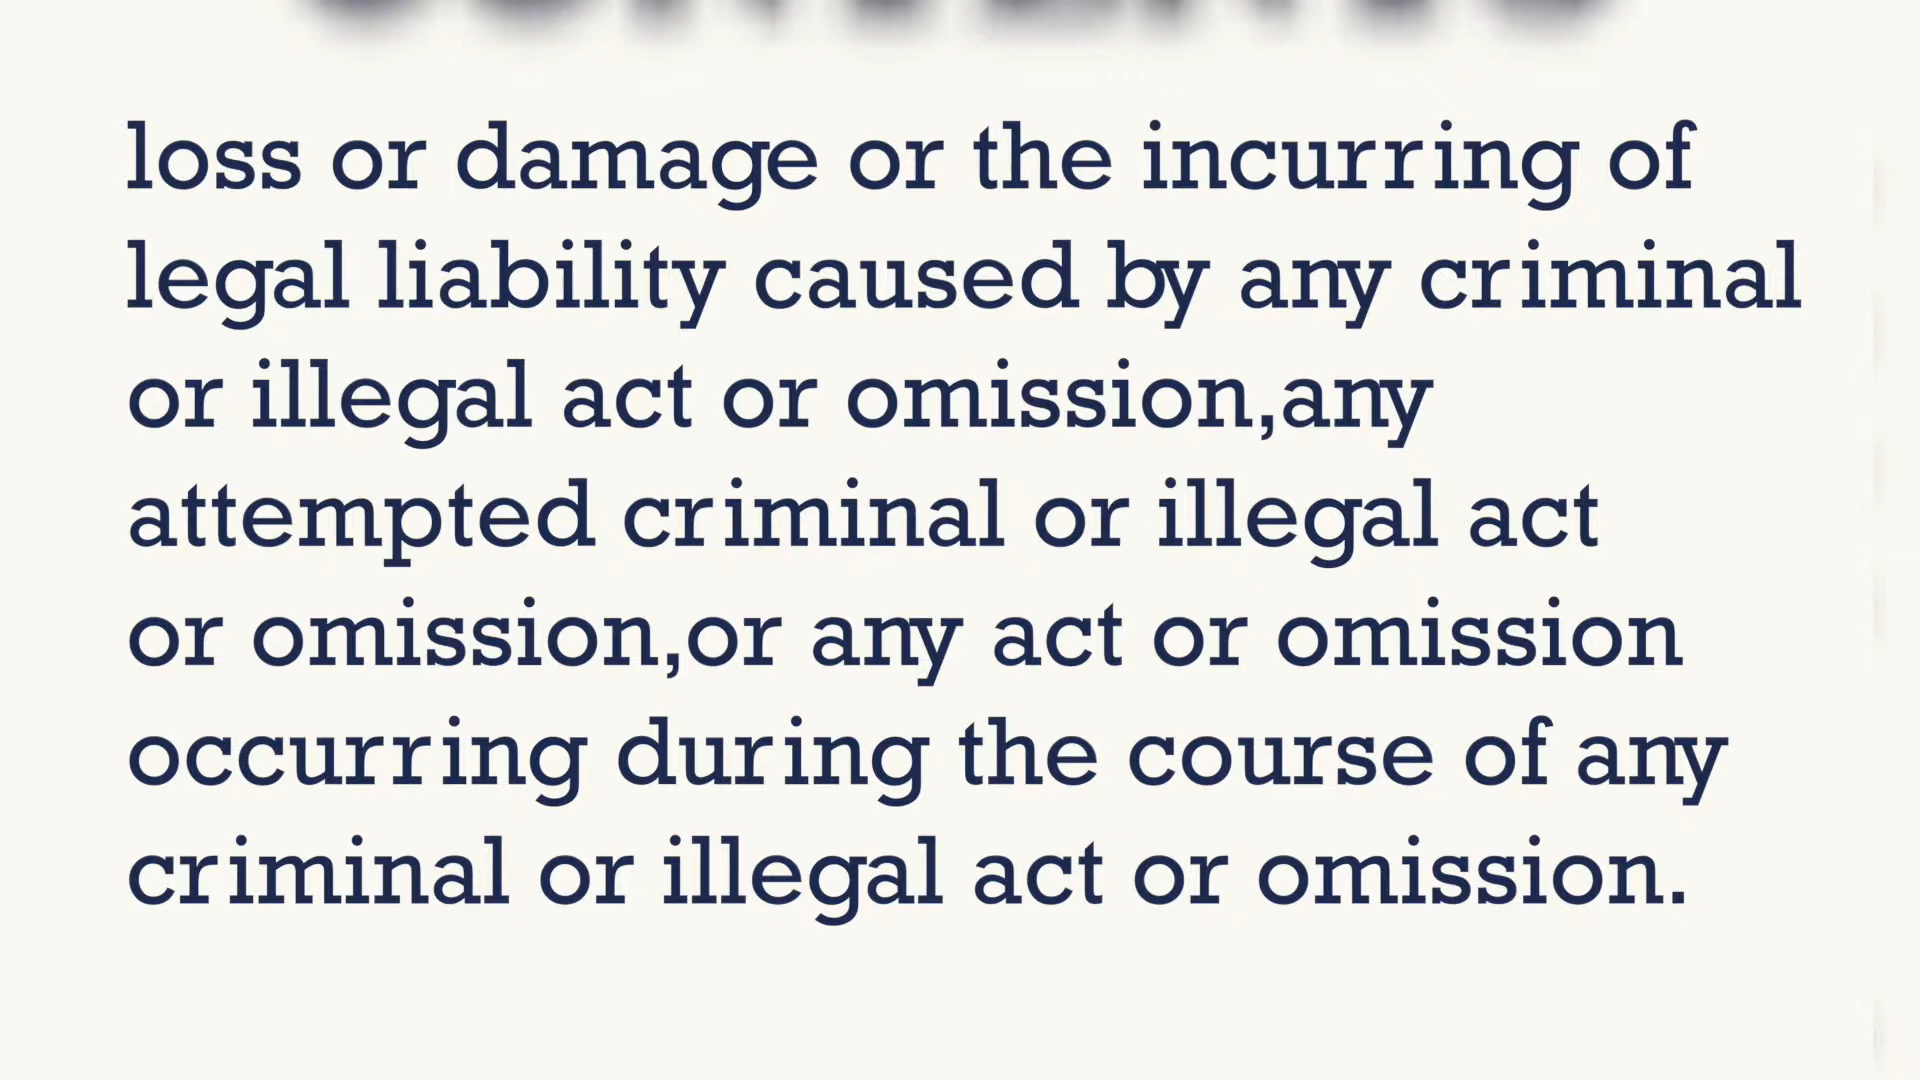 loss or damage or the incurring of
legal liability caused by any criminal
or illegal act or omission,any
attempted criminal or illegal act
or omission,or any act or omission
occurring during the course of any
criminal or illegal act or omission.